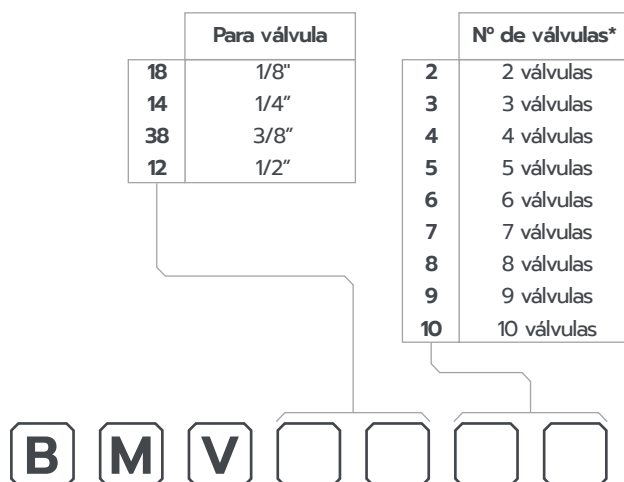 Para válvula
18 1/8"
14 1/4”
38 3/8”
12 1/2”
Nº de válvulas*
2 2 válvulas
3 3 válvulas
4 4 válvulas
5 5 válvulas
6 6 válvulas
7 7 válvulas
8 8 válvulas
9 9 válvulas
10 10 válvulas
B M V